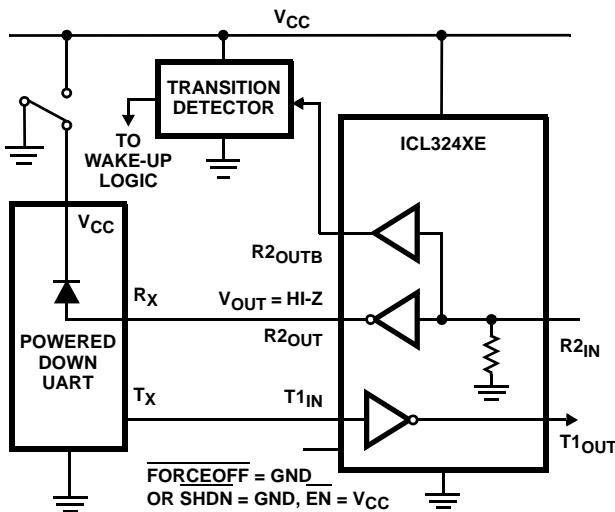 VCC
TRANSITION
DETECTOR
TO
WAKE-UP
LOGIC
ICL324XE
VCC
R2OUTB
RX
VOUT = HI-Z
POWERED
DOWN
UART
R2OUT
R2IN
TX
T1IN
T1OUT
FORCEOFF = GND
OR SHDN = GND, EN = VCC